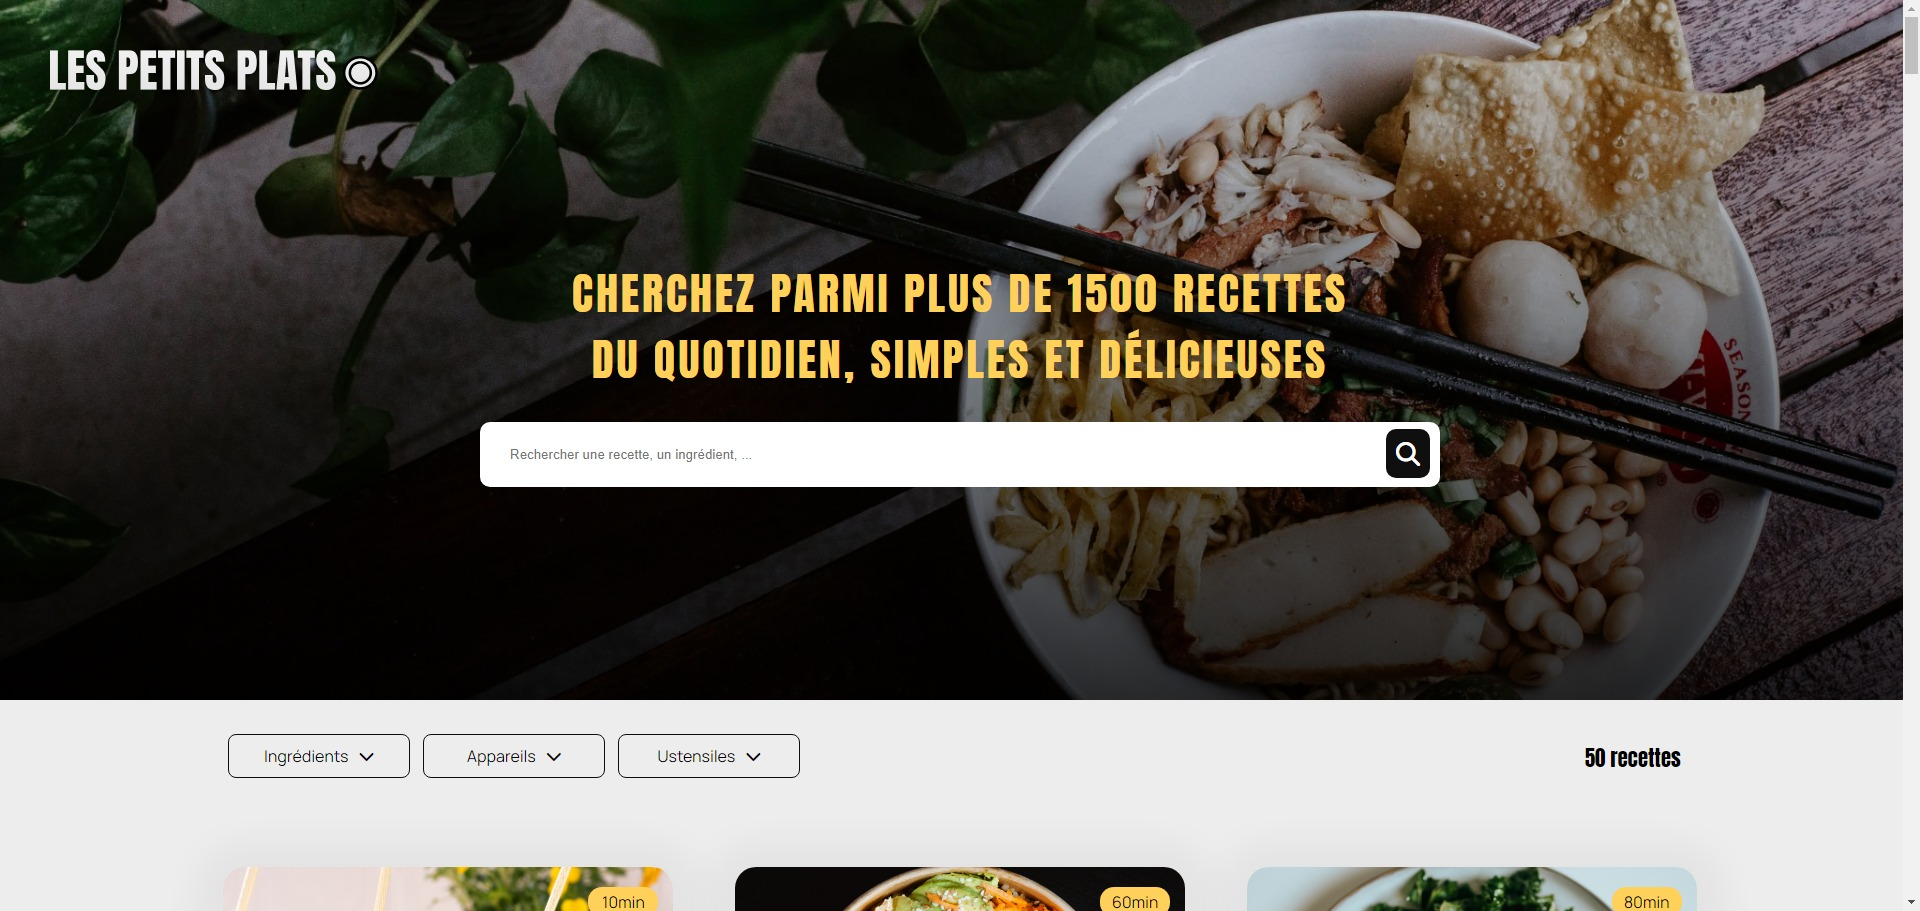 LES PETITS PLATS
CHERCHEZ PARMI PLUS DE 1500 RECETTES
DU QUOTIDIEN, SIMPLES ET DÉLICIEUSES
SEASON
Rechercher une recette, un ingrédient, ...
Ingrédients
Appareils
Ustensiles
50 recettes
10min
60min
80min